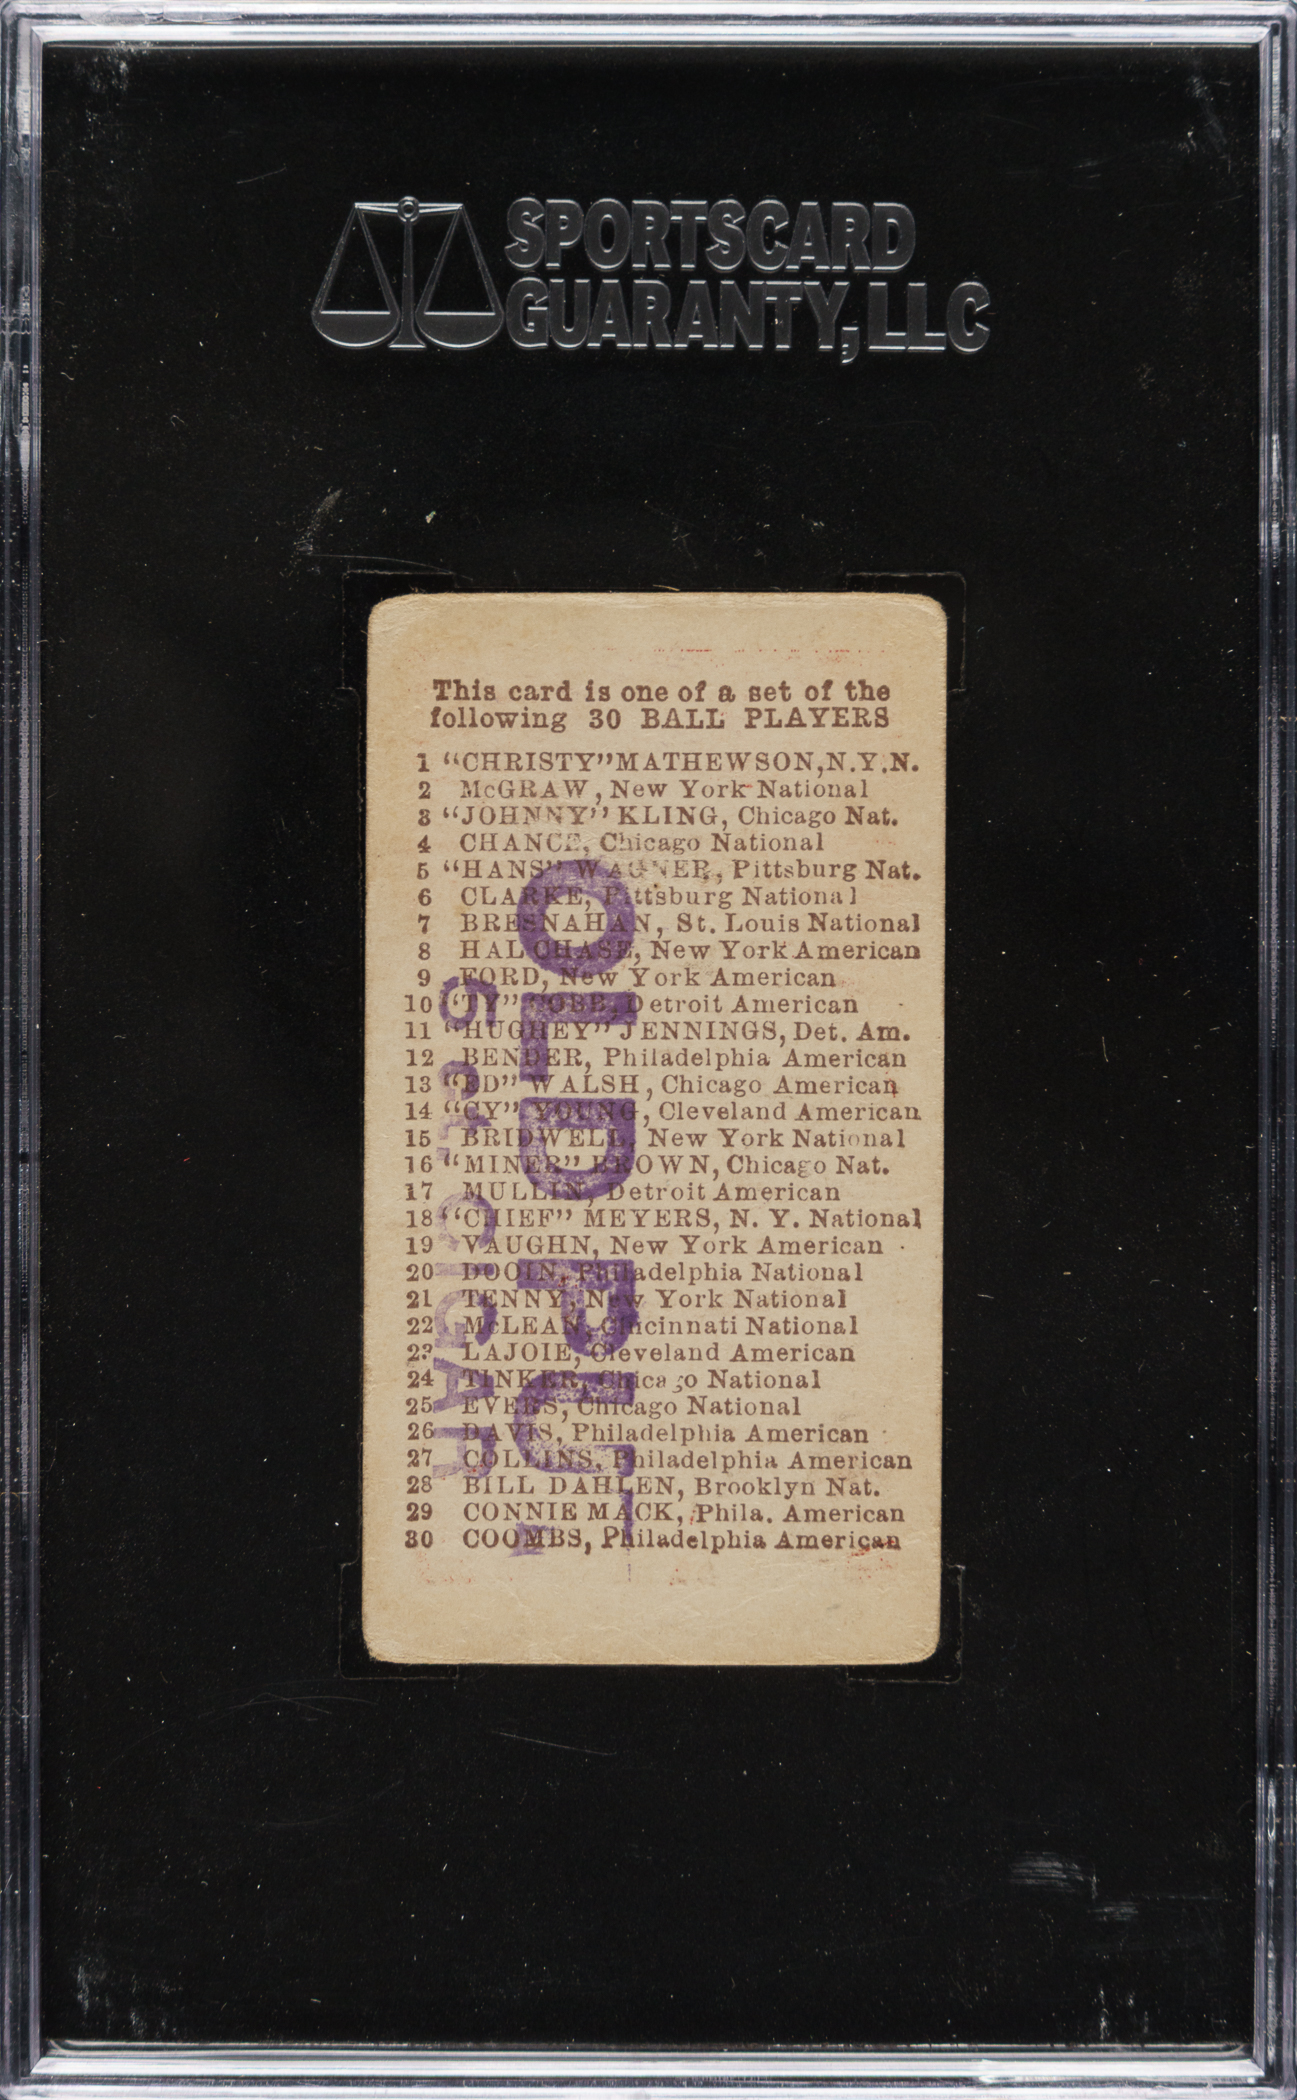 SPORTSCARD
GUARANTY, LLC
This card is one of a set of the
following 30 BALL PLAYERS
1 “CHRISTY” MATHEWSON, N.Y.N.
2 McGRAW, New York National
3 “JOHNNY” KLING, Chicago Nat.
4 CHANCE, Chicago National
5 “HANS” WAGNER, Pittsburg Nat.
6 CLARKE, Pittsburg National
7 BRESNAHAN, St. Louis National
8 HAL CHASE, New York American
9 FORD, New York American
10 “TY” COBB, Detroit American
11 “HUGHEY” JENNINGS, Det. Am.
12 BENDER, Philadelphia American
13 “ED” WALSH, Chicago American
14 “CY” YOUNG, Cleveland American
15 BRIDWELL, New York National
16 “MINER” BROWN, Chicago Nat.
17 MULLIN, Detroit American
18 “CHIEF” MEYERS, N. Y. National
19 VAUGHN, New York American
20 DOOIN, Philadelphia National
21 TENNY, New York National
22 McLEAN, Cincinnati National
23 LAJOIE, Cleveland American
24 TINKER, Chicago National
25 EVERS, Chicago National
26 DAVIS, Philadelphia American
27 COLLINS, Philadelphia American
28 BILL DAHLEN, Brooklyn Nat.
29 CONNIE MACK, Phila. American
30 COOMBS, Philadelphia American
OLD
5 ct. CIGAR